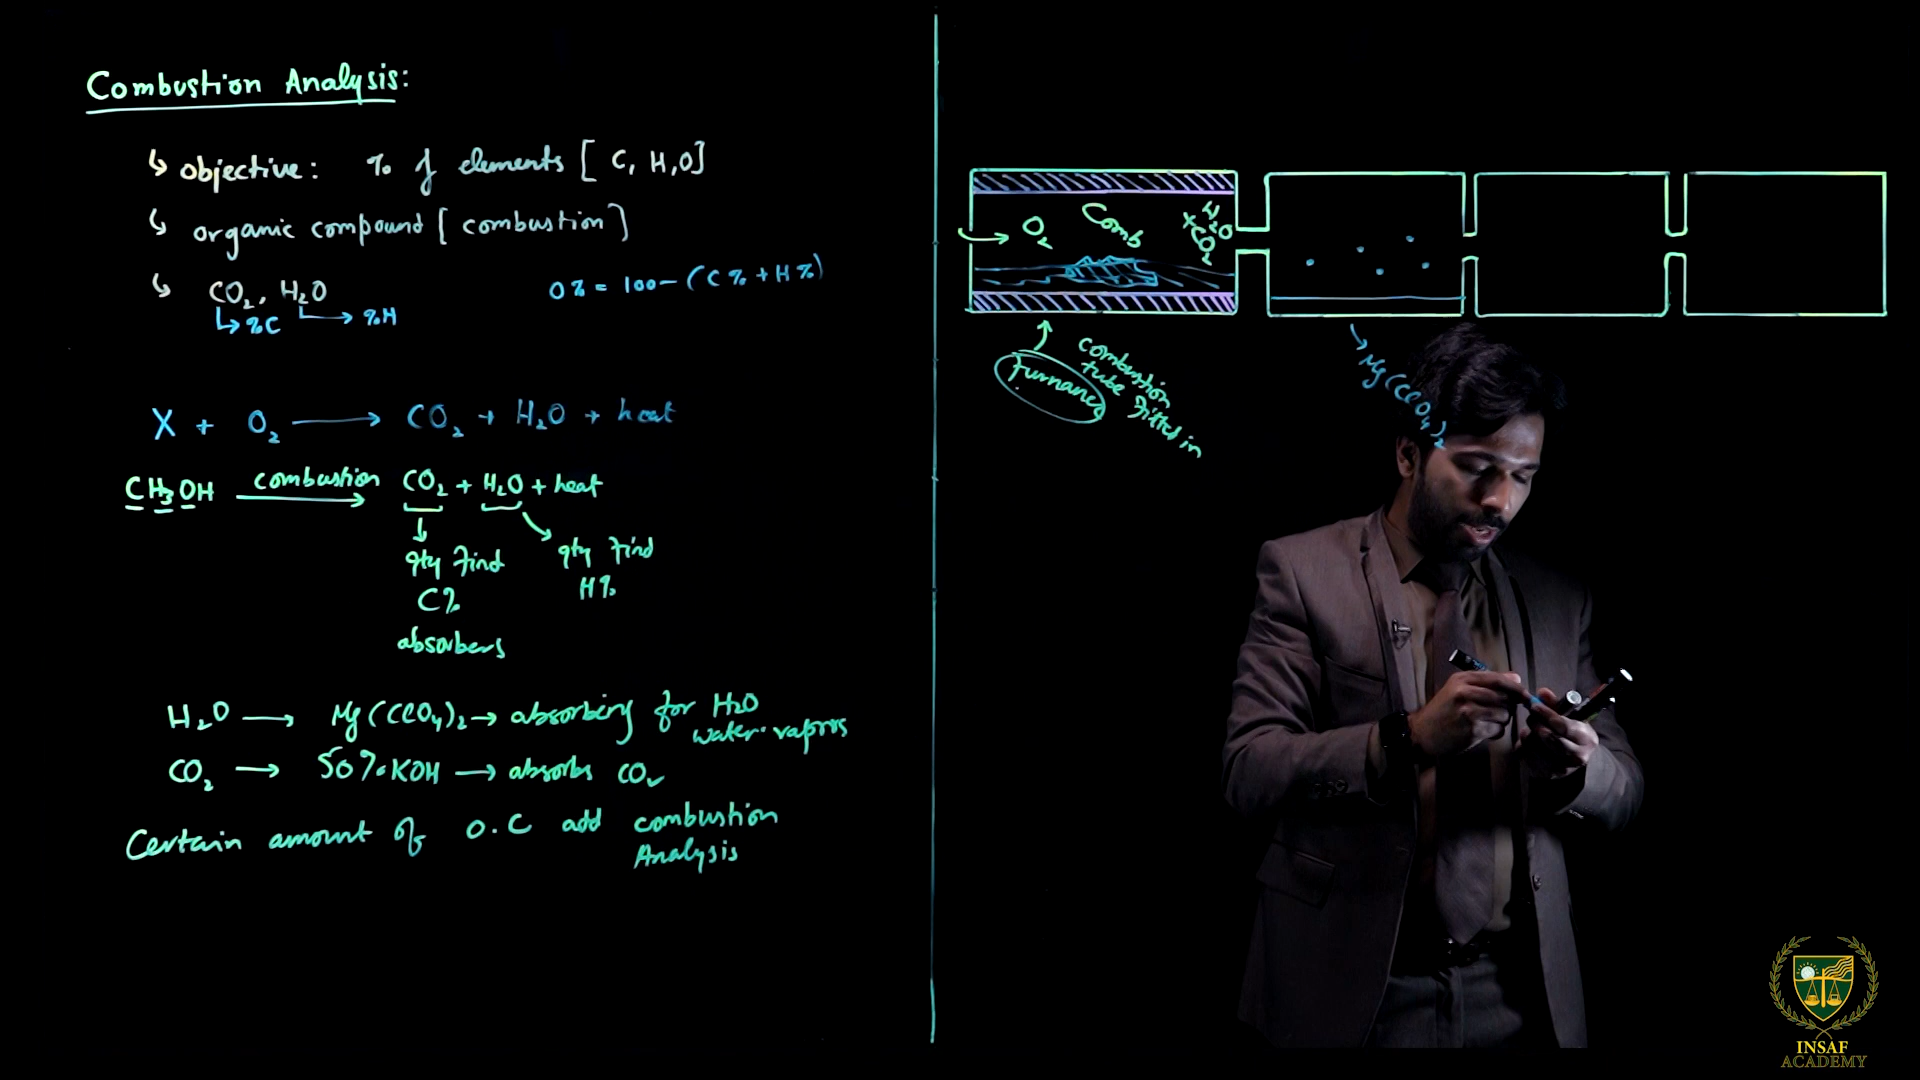 Combustion Analysis:
↳ objective: % of elements [C, H, O]
↳ organic compound [combustion]
↳ CO₂, H₂O
↳ %C → %H
O% = 100 - (C% + H%)
X + O₂ → CO₂ + H₂O + heat
CH₃OH combustion → CO₂ + H₂O + heat
qty find
C%
absorbers
qty find
H%
H₂O → Mg(ClO₄)₂ → absorbing for H₂O
water vapors
CO₂ → 50% KOH → absorbs CO₂
Certain amount of O.C add combustion
Analysis
O₂
Comb
H₂O
+ CO₂
furnance
combustion
tube fitted in
Mg(ClO₄)₂
INSAF
ACADEMY